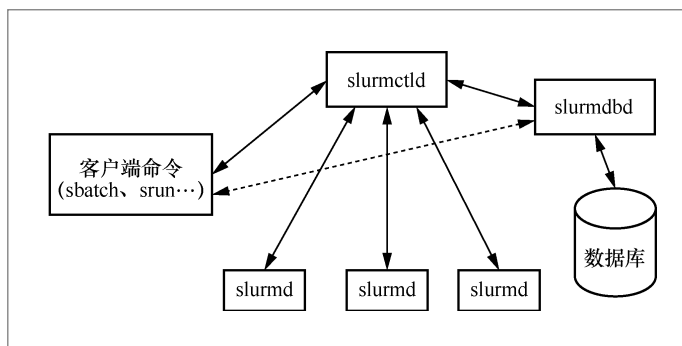 slurmctld
slurmdbd
客户端命令
(sbatch、srun…)
数据库
slurmd
slurmd
slurmd